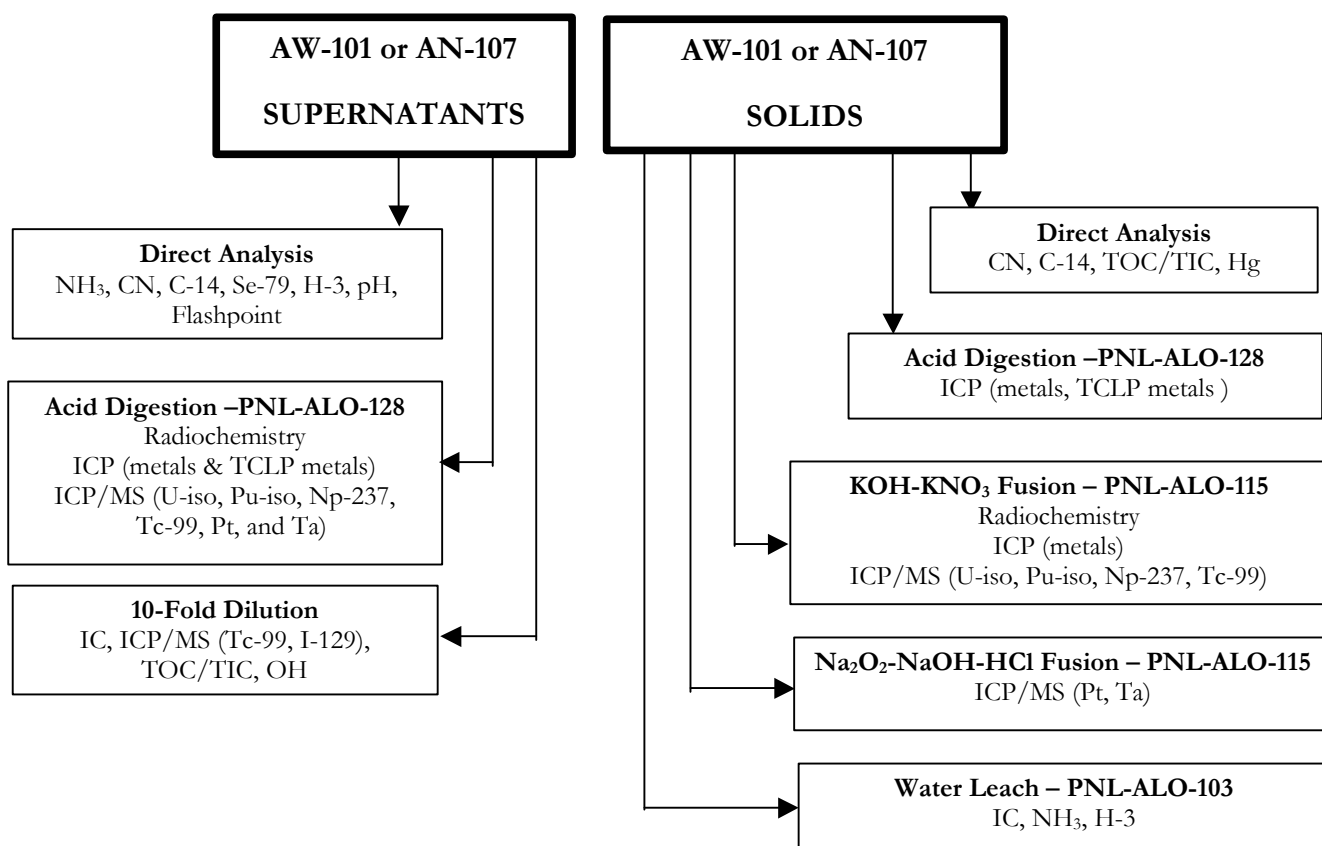 AW-101 or AN-107
SUPERNATANTS
Direct Analysis
NH₃, CN, C-14, Se-79, H-3, pH,
Flashpoint
Acid Digestion –PNL-ALO-128
Radiochemistry
ICP (metals & TCLP metals)
ICP/MS (U-iso, Pu-iso, Np-237,
Tc-99, Pt, and Ta)
10-Fold Dilution
IC, ICP/MS (Tc-99, I-129),
TOC/TIC, OH
AW-101 or AN-107
SOLIDS
Direct Analysis
CN, C-14, TOC/TIC, Hg
Acid Digestion –PNL-ALO-128
ICP (metals, TCLP metals )
KOH-KNO₃ Fusion – PNL-ALO-115
Radiochemistry
ICP (metals)
ICP/MS (U-iso, Pu-iso, Np-237, Tc-99)
Na₂O₂-NaOH-HCl Fusion – PNL-ALO-115
ICP/MS (Pt, Ta)
Water Leach – PNL-ALO-103
IC, NH₃, H-3